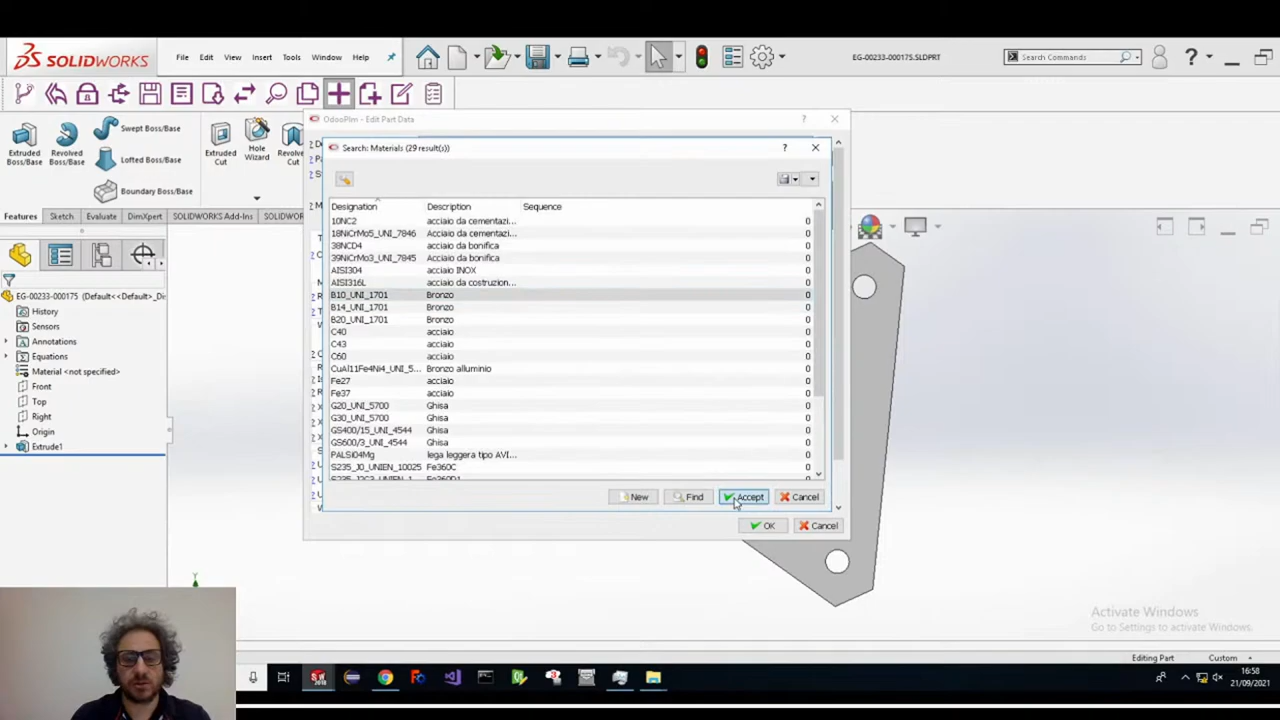 SOLIDWORKS File Edit View Insert Tools Window Help EG-00233-000175.SLDPRT Search Commands ?
OdooPlm - Edit Part Data ?
Extruded Boss/Base Revolved Boss/Base Swept Boss/Base Lofted Boss/Base Boundary Boss/Base Extruded Cut Hole Wizard Revolved Cut
Features Sketch Evaluate DimXpert SOLIDWORKS Add-Ins
EG-00233-000175 (Default<<Default>_Di
History
Sensors
Annotations
Equations
Material <not specified>
Front
Top
Right
Origin
Extrude1
Search: Materials (29 result(s)) ?
Designation Description Sequence
10NC2 acciaio da cementazi... 0
18NiCrMo5_UNI_7846 Acciaio da cementazi... 0
38NCD4 acciaio da bonifica 0
39NiCrMo3_UNI_7845 Acciaio da bonifica 0
AISI304 acciaio INOX 0
AISI316L acciaio da costruzion... 0
B10_UNI_1701 Bronzo 0
B14_UNI_1701 Bronzo 0
B20_UNI_1701 Bronzo 0
C40 acciaio 0
C43 acciaio 0
C60 acciaio 0
CuAl11Fe4Ni4_UNI_5... Bronzo alluminio 0
Fe27 acciaio 0
Fe37 acciaio 0
G20_UNI_5700 Ghisa 0
G30_UNI_5700 Ghisa 0
GS400/15_UNI_4544 Ghisa 0
GS600/3_UNI_4544 Ghisa 0
PALSi04Mg lega leggera tipo AVI... 0
S235_J0_UNIEN_10025 Fe360C 0
New Find Accept Cancel
OK Cancel
Activate Windows
Go to Settings to activate Windows.
Editing Part Custom
16:58
21/09/2021